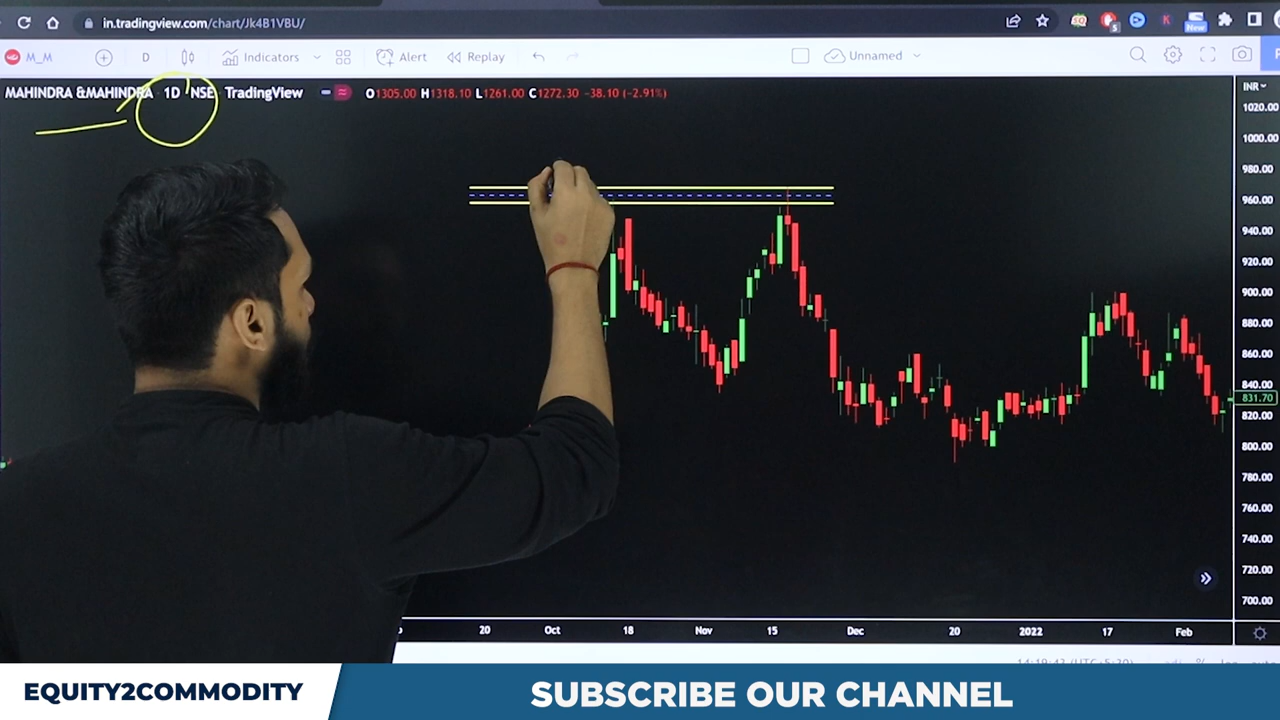 in.tradingview.com/chart/Jk4B1VBU/
5
K
New
M_M
D
Indicators
Alert
Replay
Unnamed
MAHINDRA &MAHINDRA 1D NSE TradingView
O1305.00 H1318.10 L1261.00 C1272.30 −38.10 (−2.91%)
INR
1020.00
1000.00
980.00
960.00
940.00
920.00
900.00
880.00
860.00
840.00
831.70
820.00
800.00
780.00
760.00
740.00
720.00
700.00
20 Oct 18 Nov 15 Dec 20 2022 17 Feb
EQUITY2COMMODITY
SUBSCRIBE OUR CHANNEL